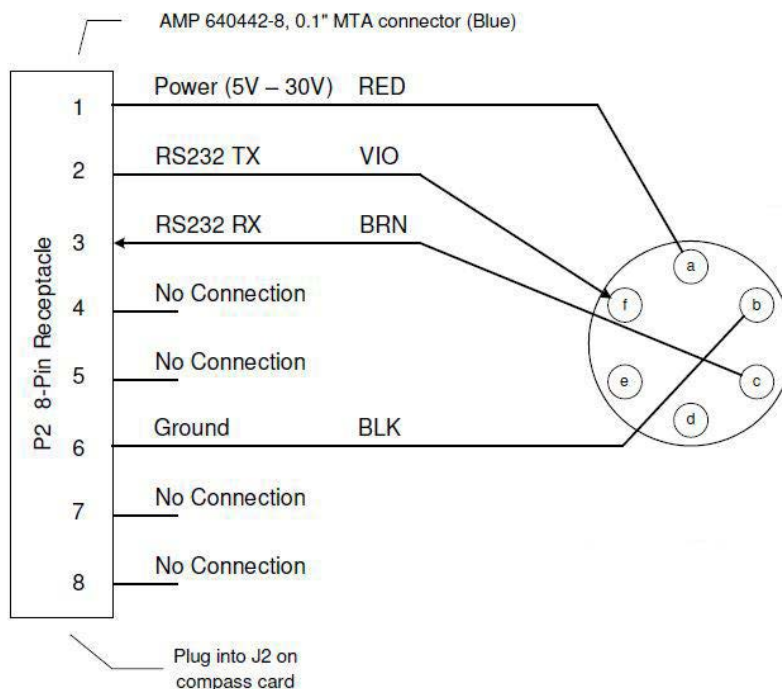 AMP 640442-8, 0.1" MTA connector (Blue)
P2 8-Pin Receptacle
1 Power (5V – 30V) RED
2 RS232 TX VIO
3 RS232 RX BRN
4 No Connection
5 No Connection
6 Ground BLK
7 No Connection
8 No Connection
a
b
c
d
e
f
Plug into J2 on
compass card